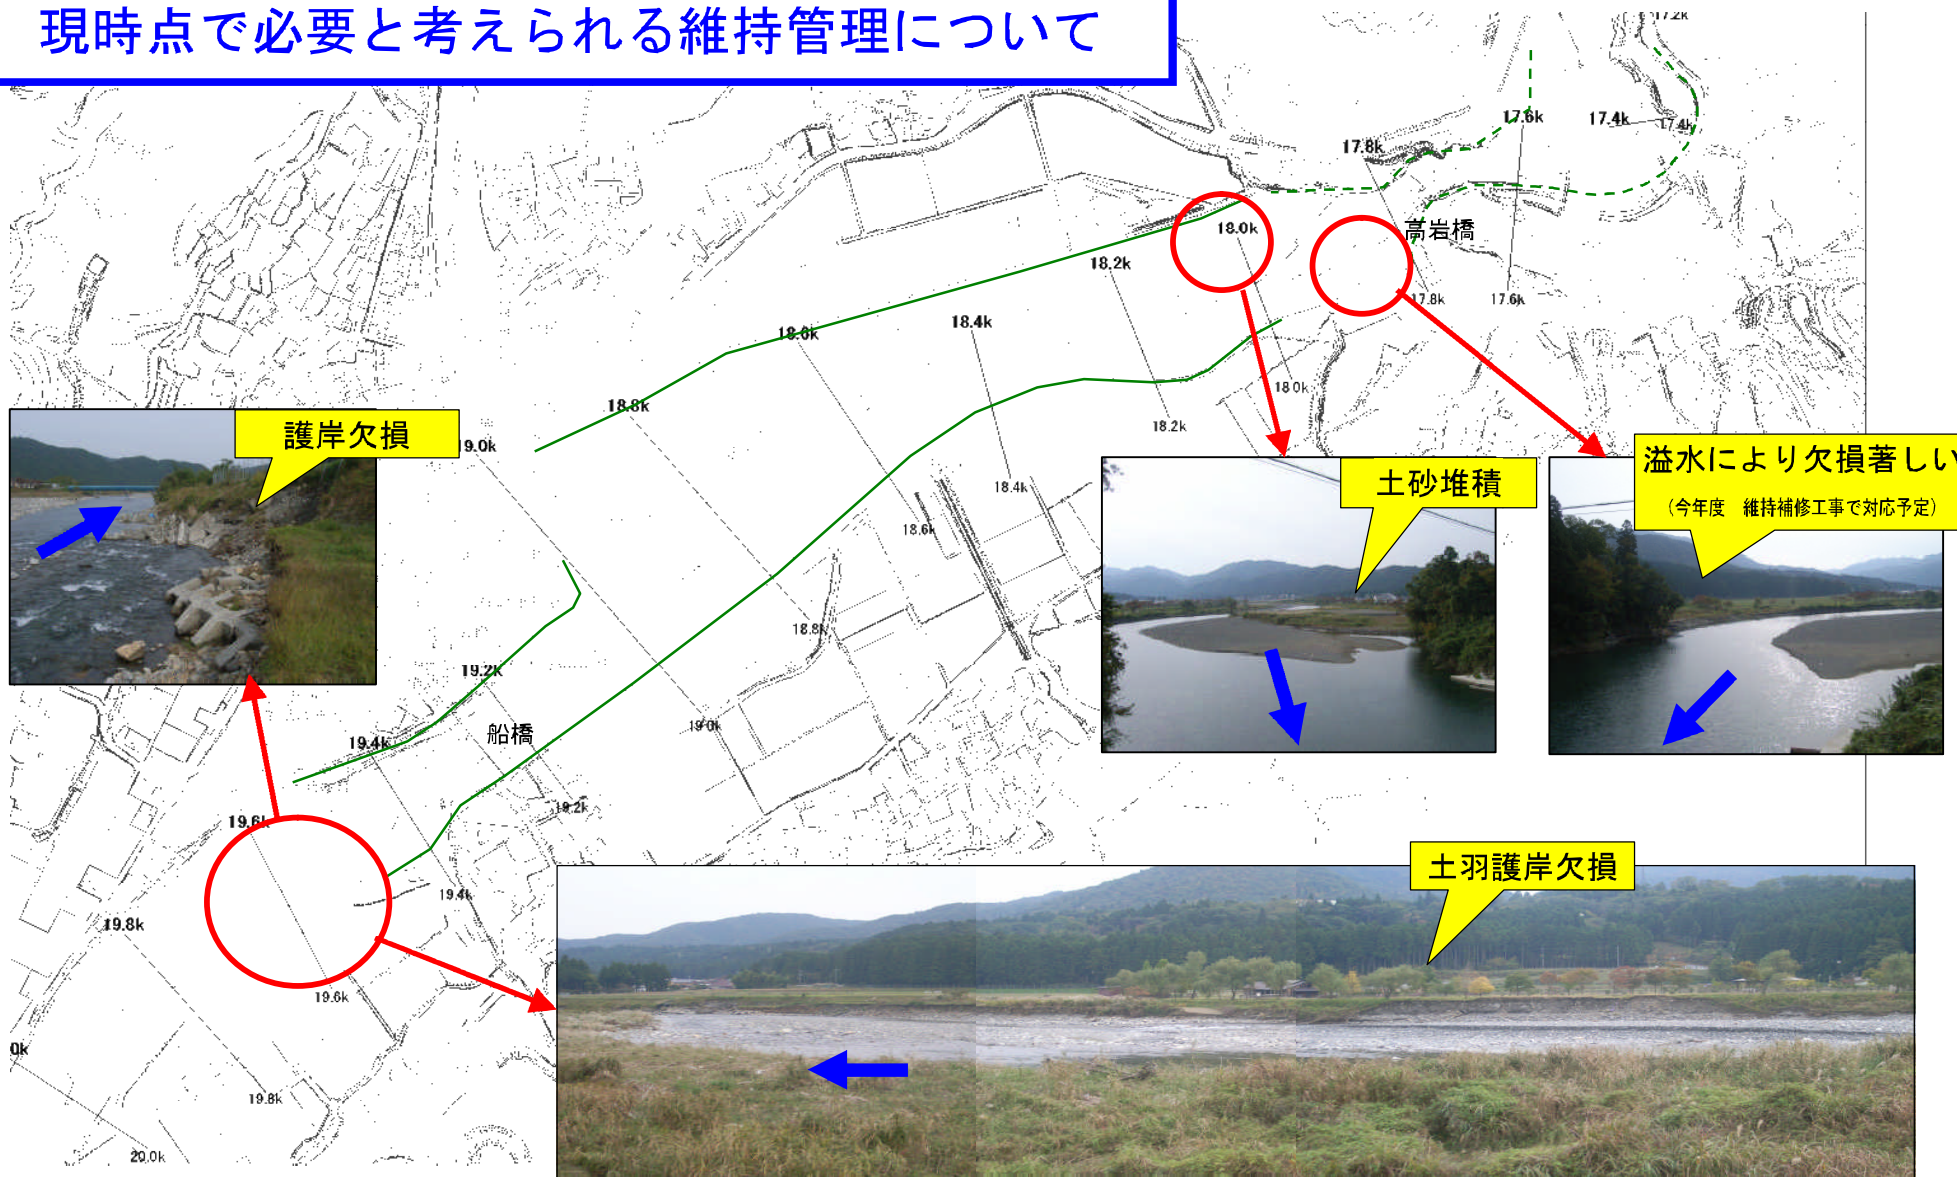 現時点で必要と考えられる維持管理について
17.2k
17.6k
17.4k
17.4k
17.8k
高岩橋
18.0k
18.2k
17.8k
17.6k
18.6k
18.4k
18.0k
18.2k
18.8k
護岸欠損
19.0k
土砂堆積
溢水により欠損著しい
(今年度 維持補修工事で対応予定)
18.4k
18.6k
18.8k
19.2k
19.0k
船橋
19.4k
19.2k
19.6k
土羽護岸欠損
19.4k
19.8k
19.6k
0k
19.8k
20.0k